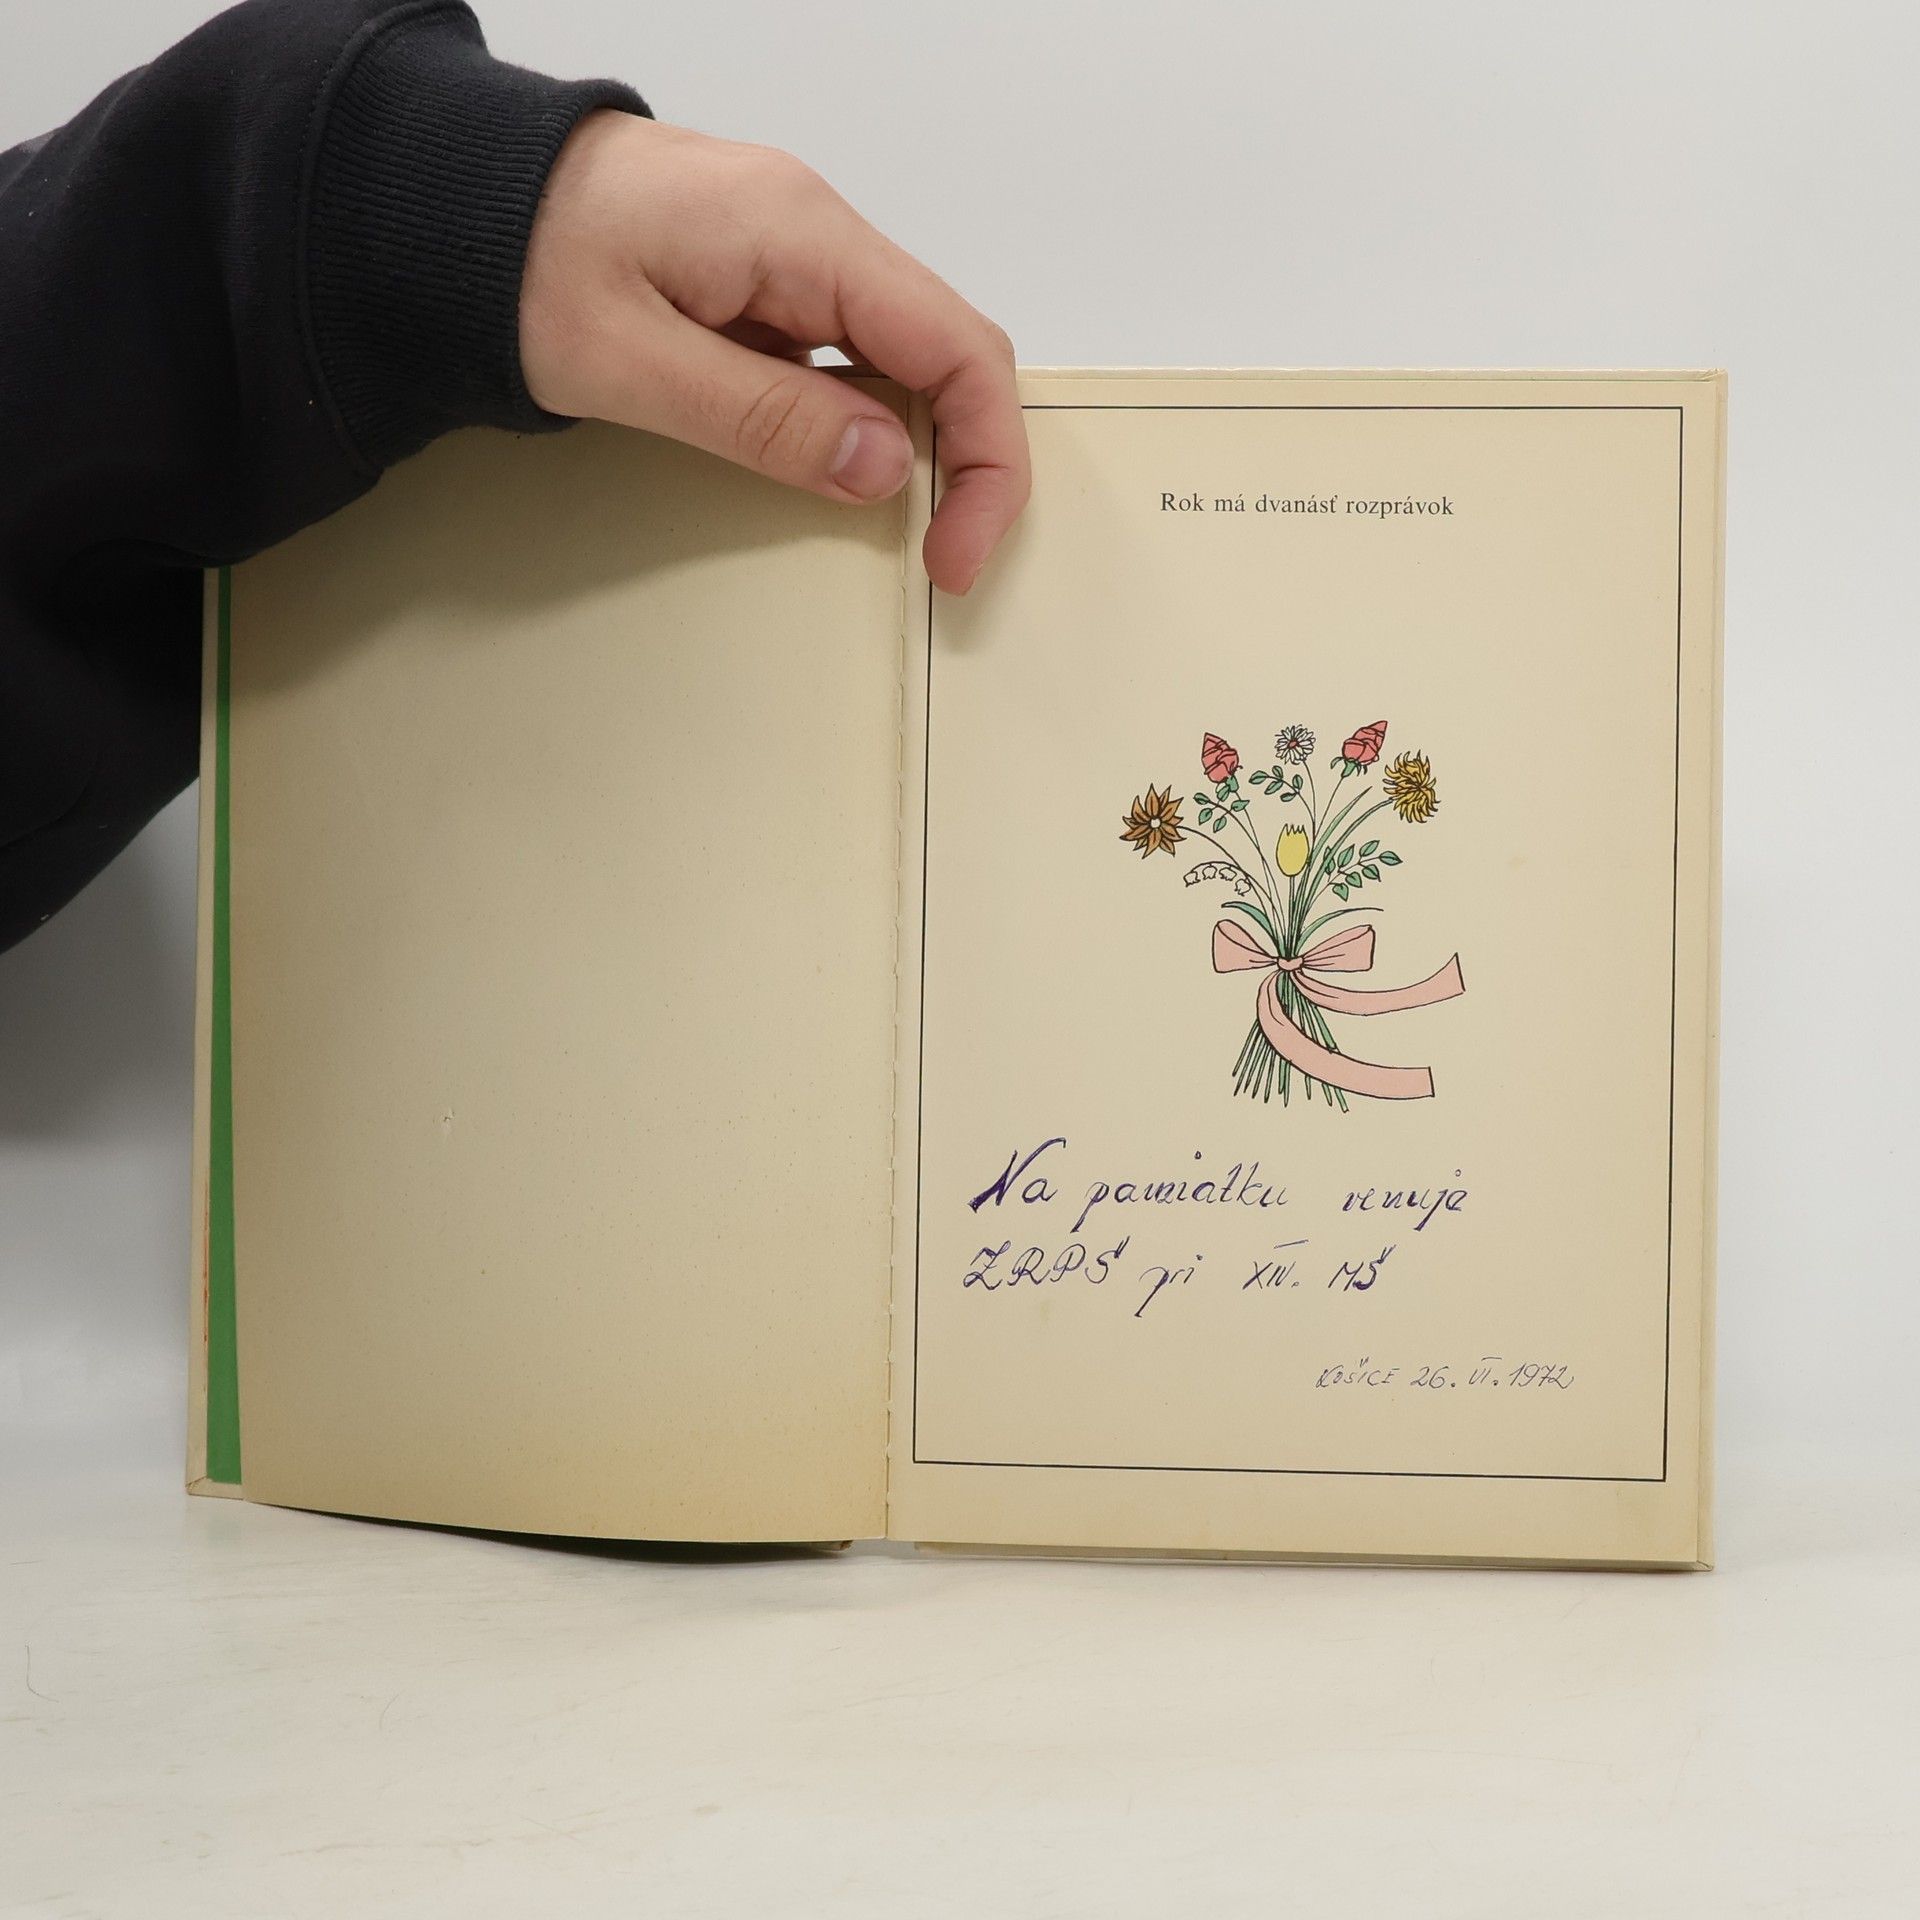 Rok má dvanásť rozprávok
Na pamiatku venuje
ZRPŠ pri XIV. MŠ
KOŠICE 26. VI. 1972